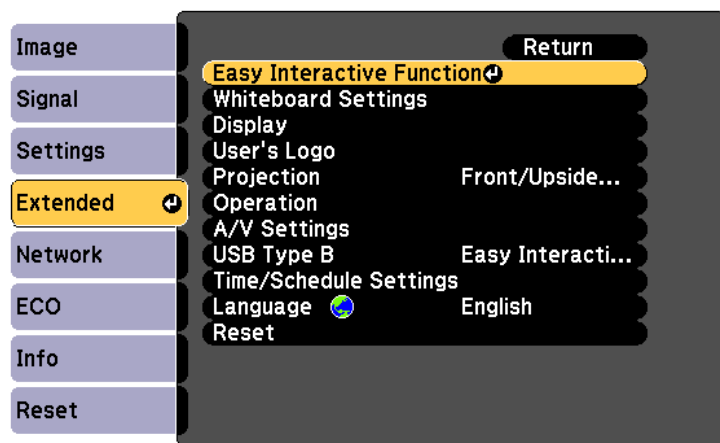 Image
Signal
Settings
Extended
Network
ECO
Info
Reset
Return
Easy Interactive Function
Whiteboard Settings
Display
User's Logo
Projection Front/Upside...
Operation
A/V Settings
USB Type B Easy Interacti...
Time/Schedule Settings
Language English
Reset